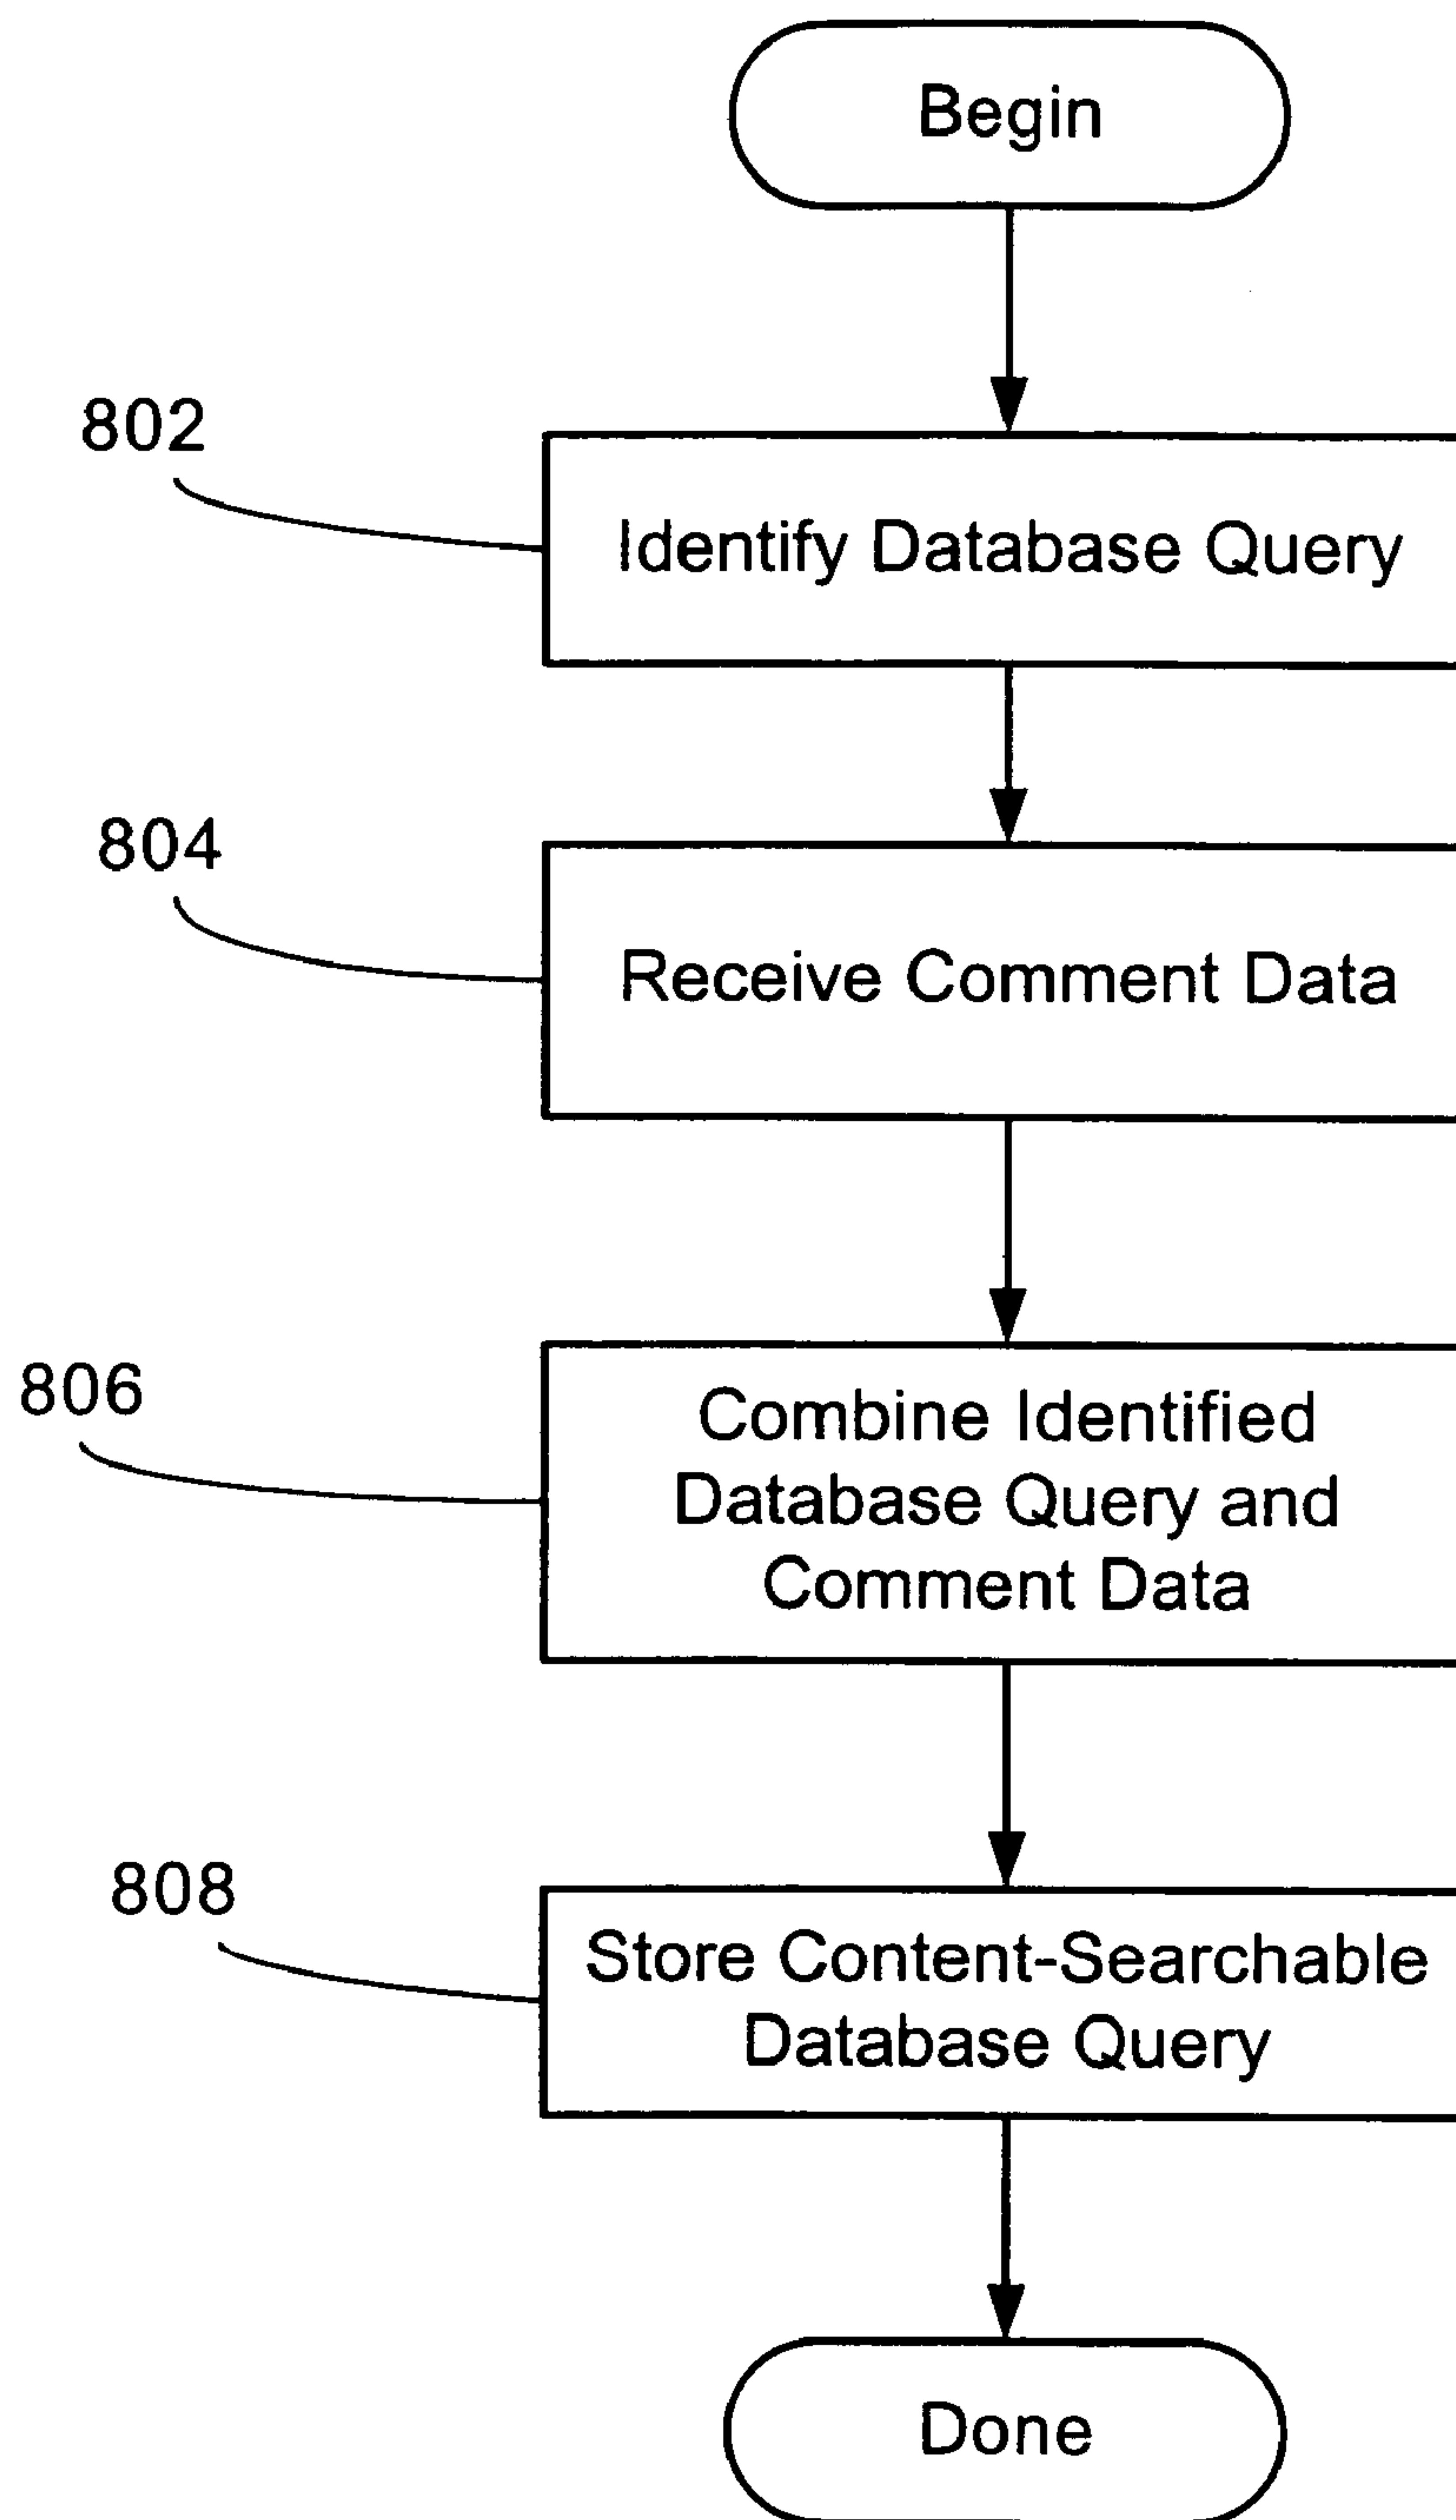 Begin
802
Identify Database Query
804
Receive Comment Data
806
Combine Identified
Database Query and
Comment Data
808
Store Content-Searchable
Database Query
Done